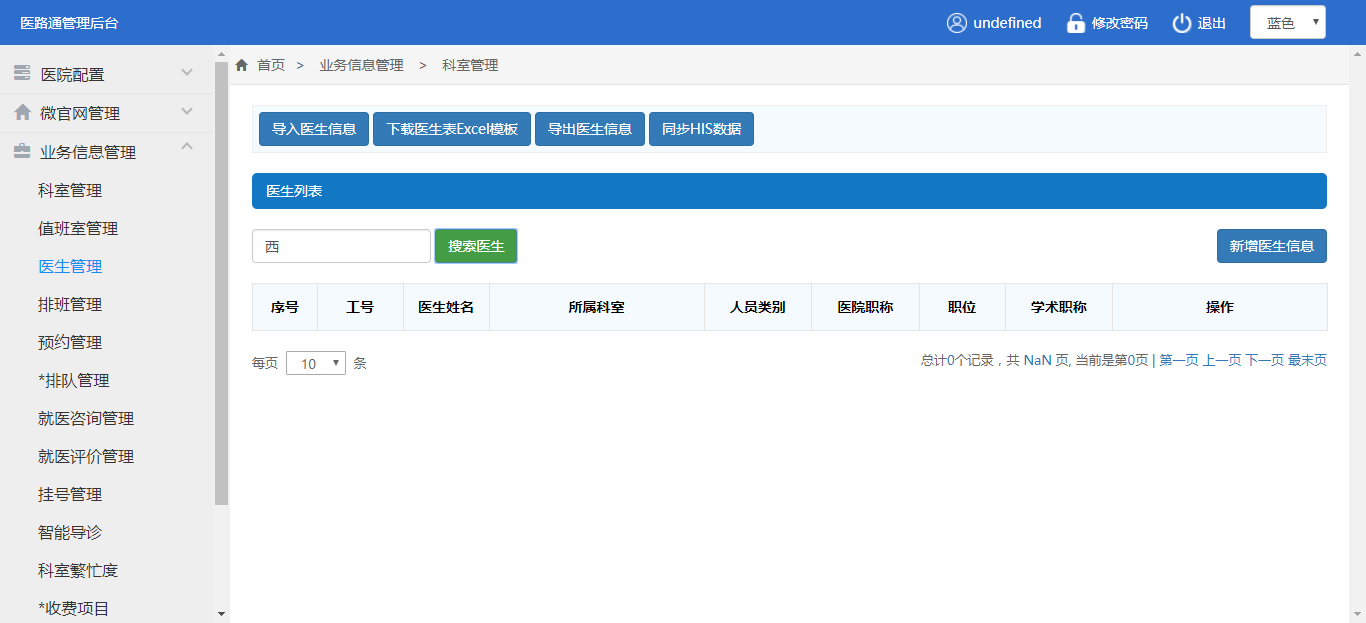 医路通管理后台
undefined 修改密码 退出 蓝色
医院配置
微官网管理
业务信息管理
科室管理
值班室管理
医生管理
排班管理
预约管理
*排队管理
就医咨询管理
就医评价管理
挂号管理
智能导诊
科室繁忙度
*收费项目
首页 > 业务信息管理 > 科室管理
导入医生信息 下载医生表Excel模板 导出医生信息 同步HIS数据
医生列表
西 搜索医生 新增医生信息
序号 工号 医生姓名 所属科室 人员类别 医院职称 职位 学术职称 操作
每页 10 条
总计0个记录，共 NaN 页, 当前是第0页 | 第一页 上一页 下一页 最末页